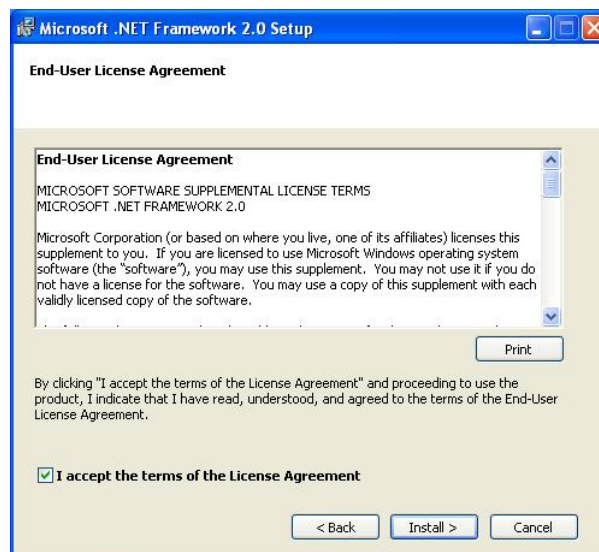 Microsoft .NET Framework 2.0 Setup
End-User License Agreement
End-User License Agreement
MICROSOFT SOFTWARE SUPPLEMENTAL LICENSE TERMS
MICROSOFT .NET FRAMEWORK 2.0
Microsoft Corporation (or based on where you live, one of its affiliates) licenses this
supplement to you.  If you are licensed to use Microsoft Windows operating system
software (the “software”), you may use this supplement.  You may not use it if you do
not have a license for the software.  You may use a copy of this supplement with each
validly licensed copy of the software.
Print
By clicking "I accept the terms of the License Agreement" and proceeding to use the
product, I indicate that I have read, understood, and agreed to the terms of the End-User
License Agreement.
I accept the terms of the License Agreement
< Back
Install >
Cancel